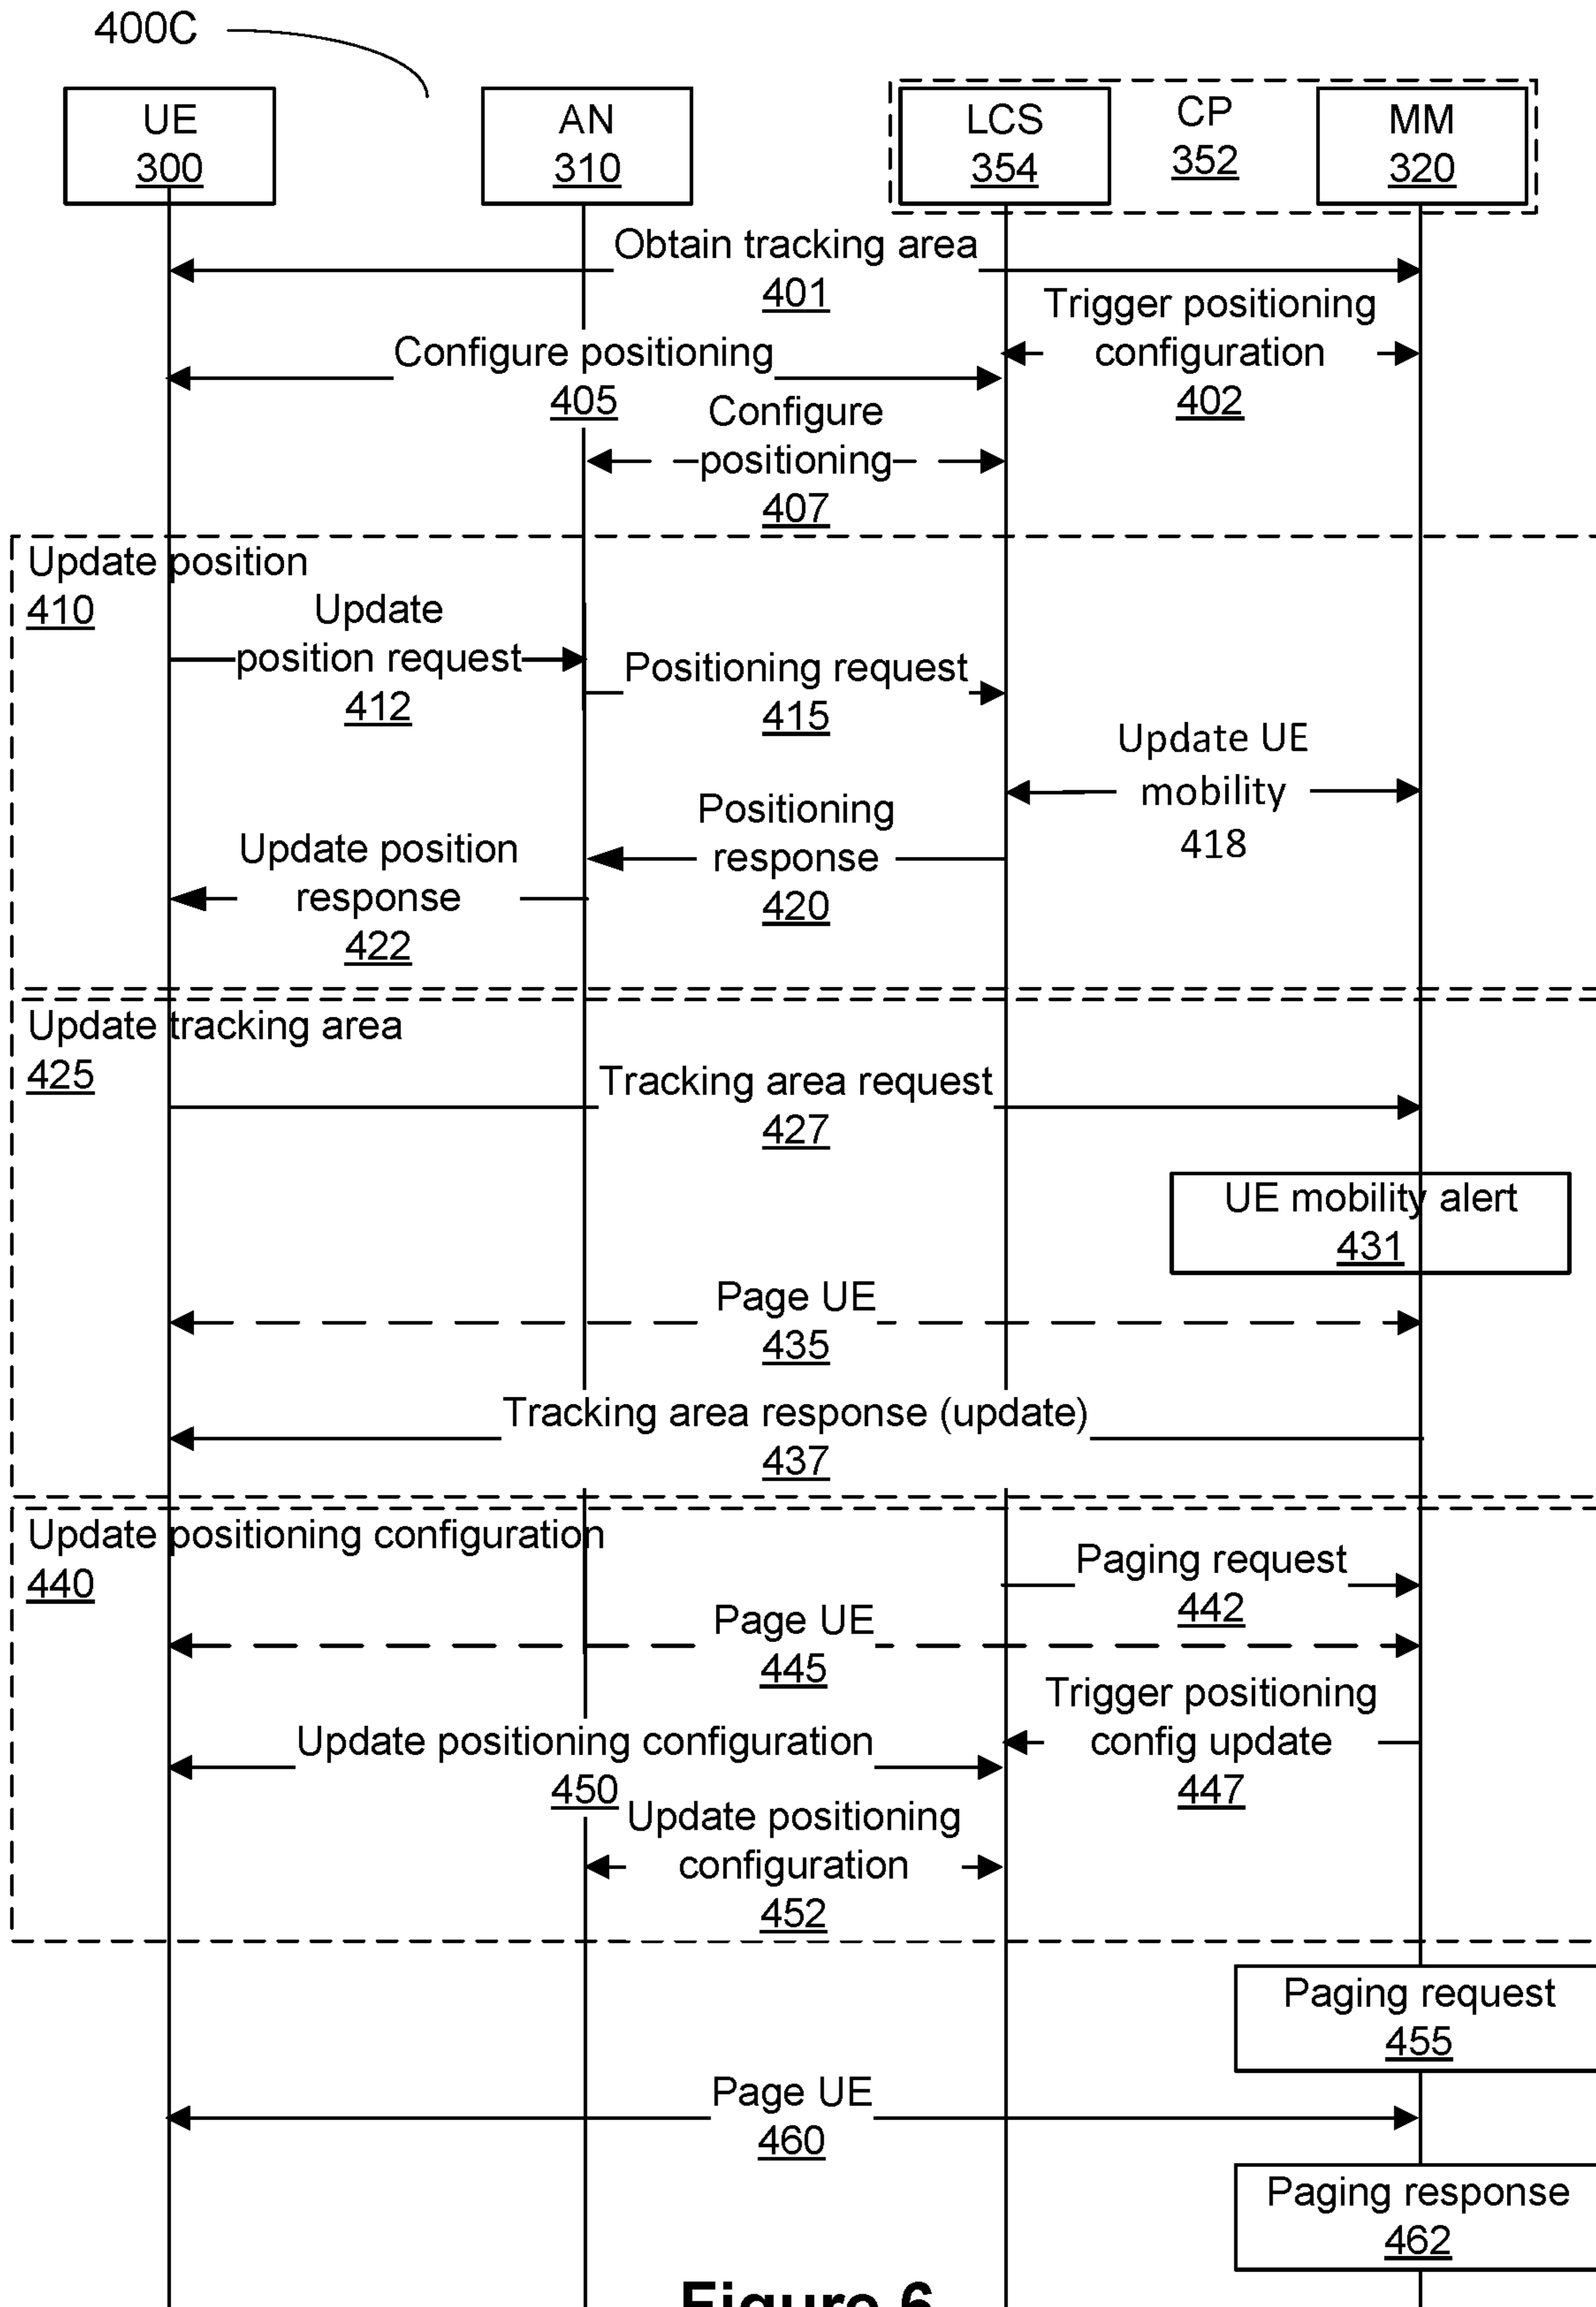 400C
UE
300
AN
310
LCS
354
CP
352
MM
320
Obtain tracking area
401
Trigger positioning
configuration
402
Configure positioning
405
Configure
positioning
407
Update position
410
Update
position request
412
Positioning request
415
Update UE
mobility
418
Positioning
response
420
Update position
response
422
Update tracking area
425
Tracking area request
427
UE mobility alert
431
Page UE
435
Tracking area response (update)
437
Update positioning configuration
440
Paging request
442
Page UE
445
Trigger positioning
config update
447
Update positioning configuration
450
Update positioning
configuration
452
Paging request
455
Page UE
460
Paging response
462
Figure 6